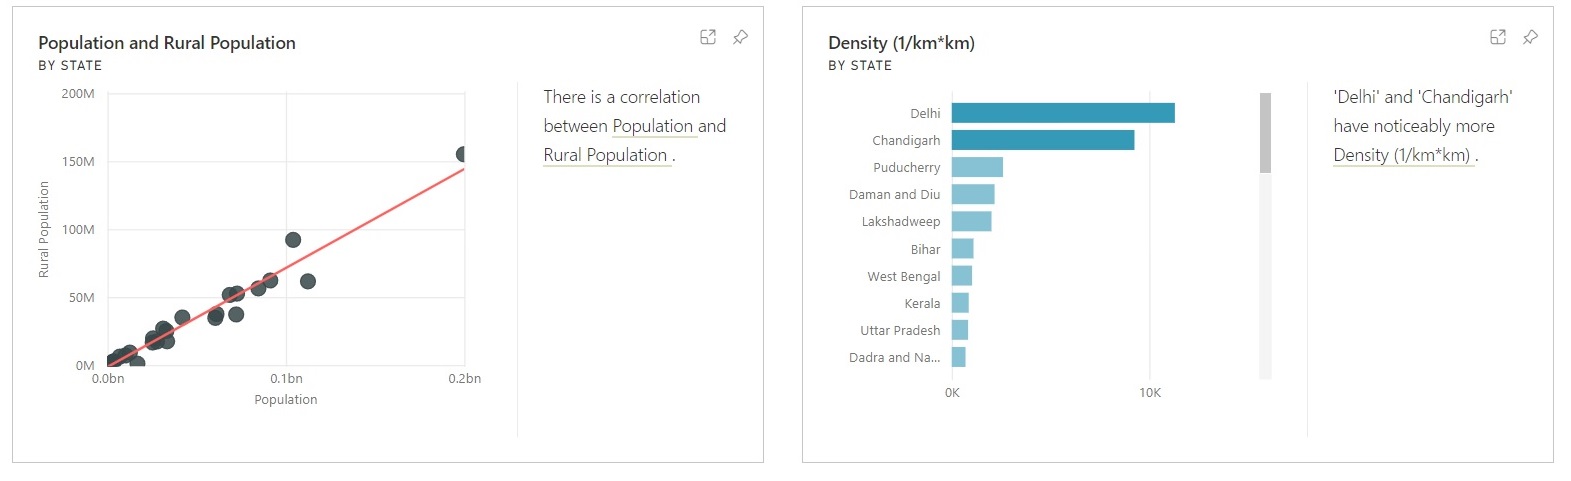 Population and Rural Population
BY STATE
200M
150M
100M
50M
0M
Rural Population
0.0bn
0.1bn
0.2bn
Population
There is a correlation
between Population and
Rural Population .
Density (1/km*km)
BY STATE
Delhi
Chandigarh
Puducherry
Daman and Diu
Lakshadweep
Bihar
West Bengal
Kerala
Uttar Pradesh
Dadra and Na...
0K
10K
'Delhi' and 'Chandigarh'
have noticeably more
Density (1/km*km) .